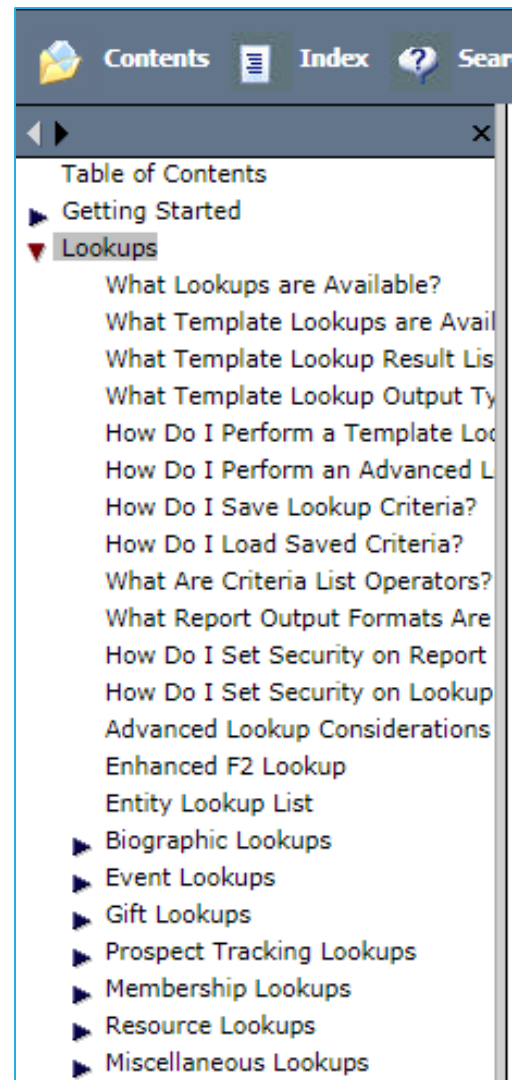 Contents Index Sear
Table of Contents
Getting Started
Lookups
What Lookups are Available?
What Template Lookups are Avail
What Template Lookup Result Lis
What Template Lookup Output Ty
How Do I Perform a Template Loo
How Do I Perform an Advanced L
How Do I Save Lookup Criteria?
How Do I Load Saved Criteria?
What Are Criteria List Operators?
What Report Output Formats Are
How Do I Set Security on Report
How Do I Set Security on Lookup
Advanced Lookup Considerations
Enhanced F2 Lookup
Entity Lookup List
Biographic Lookups
Event Lookups
Gift Lookups
Prospect Tracking Lookups
Membership Lookups
Resource Lookups
Miscellaneous Lookups